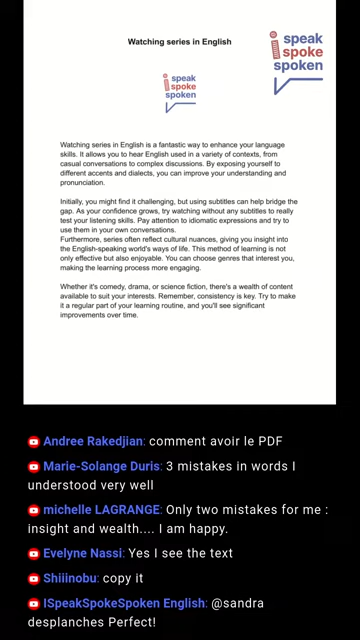 Watching series in English
i speak
spoke
spoken
i speak
spoke
spoken
Watching series in English is a fantastic way to enhance your language
skills. It allows you to hear English used in a variety of contexts, from
casual conversations to complex discussions. By exposing yourself to
different accents and dialects, you can improve your understanding and
pronunciation.
Initially, you might find it challenging, but using subtitles can help bridge the
gap. As your confidence grows, try watching without any subtitles to really
test your listening skills. Pay attention to idiomatic expressions and try to
use them in your own conversations.
Furthermore, series often reflect cultural nuances, giving you insight into
the English-speaking world's ways of life. This method of learning is not
only effective but also enjoyable. You can choose genres that interest you,
making the learning process more engaging.
Whether it's comedy, drama, or science fiction, there's a wealth of content
available to suit your interests. Remember, consistency is key. Try to make
it a regular part of your learning routine, and you'll see significant
improvements over time.
Andree Rakedjian: comment avoir le PDF
Marie-Solange Duris: 3 mistakes in words I
understood very well
michelle LAGRANGE: Only two mistakes for me :
insight and wealth.... I am happy.
Evelyne Nassi: Yes I see the text
Shiiinobu: copy it
ISpeakSpokeSpoken English: @sandra
desplanches Perfect!